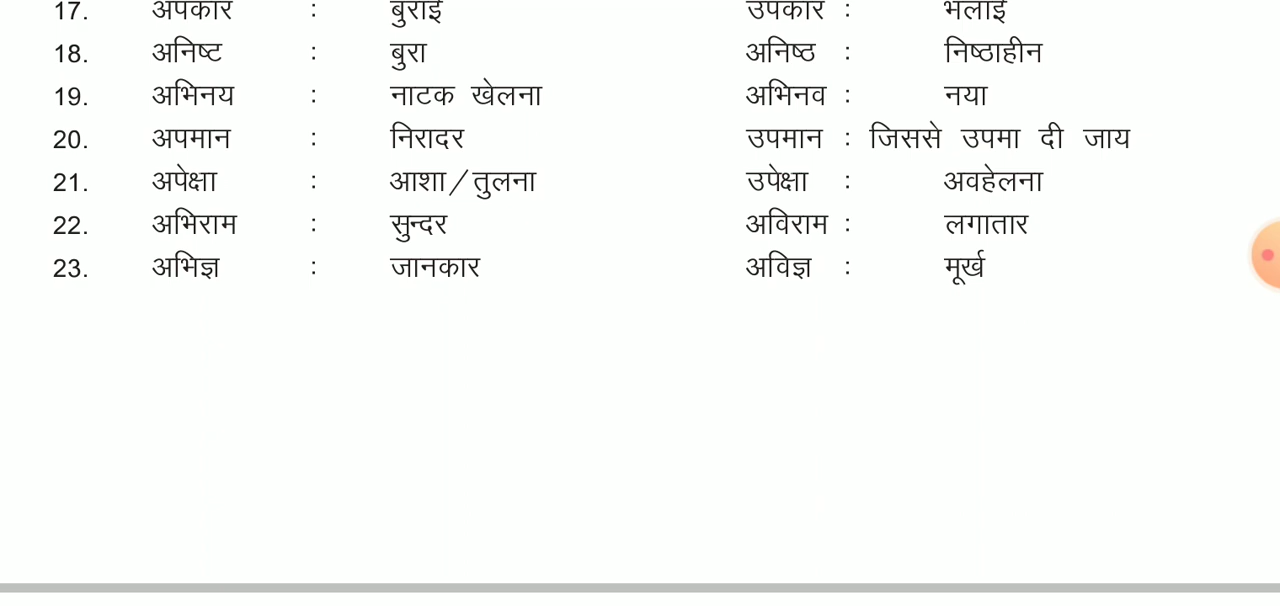 17. अपकार : बुराई उपकार : भलाई
18. अनिष्ट : बुरा अनिष्ठ : निष्ठाहीन
19. अभिनय : नाटक खेलना अभिनव : नया
20. अपमान : निरादर उपमान : जिससे उपमा दी जाय
21. अपेक्षा : आशा/तुलना उपेक्षा : अवहेलना
22. अभिराम : सुन्दर अविराम : लगातार
23. अभिज्ञ : जानकार अविज्ञ : मूर्ख